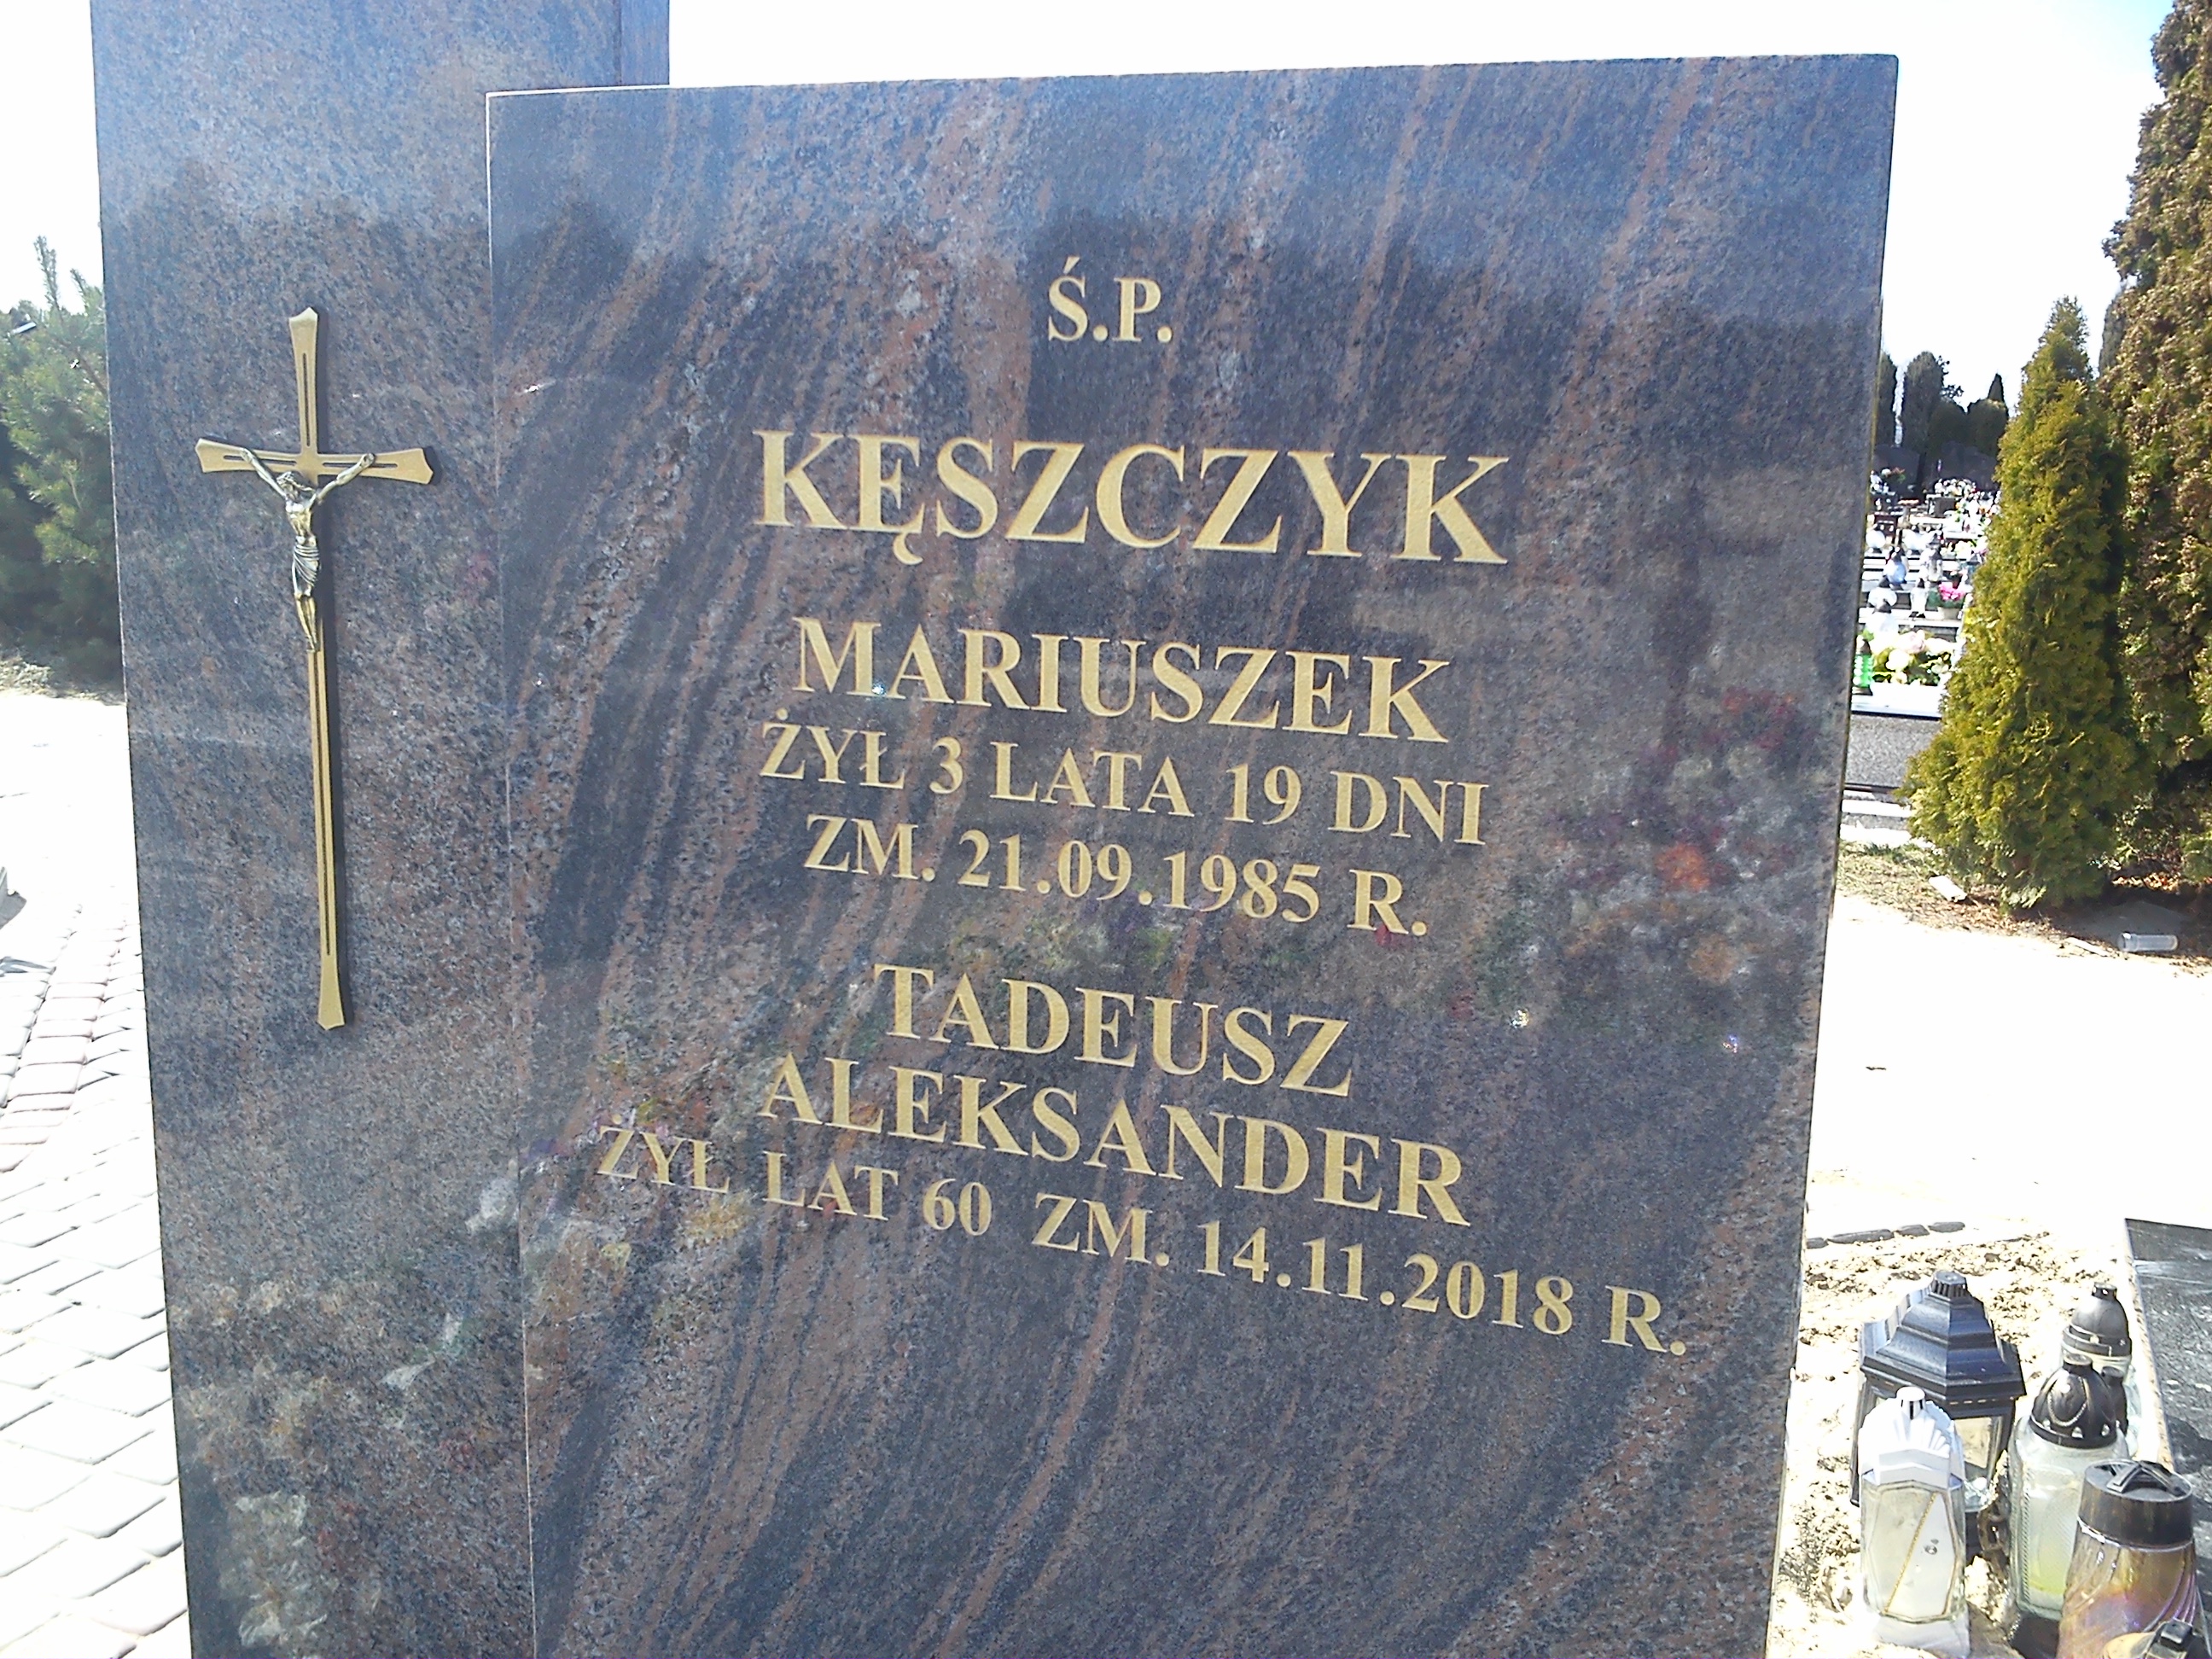 Ś.P.
KĘSZCZYK
MARIUSZEK
ŻYŁ 3 LATA 19 DNI
ZM. 21.09.1985 R.
TADEUSZ
ALEKSANDER
ŻYŁ LAT 60 ZM. 14.11.2018 R.